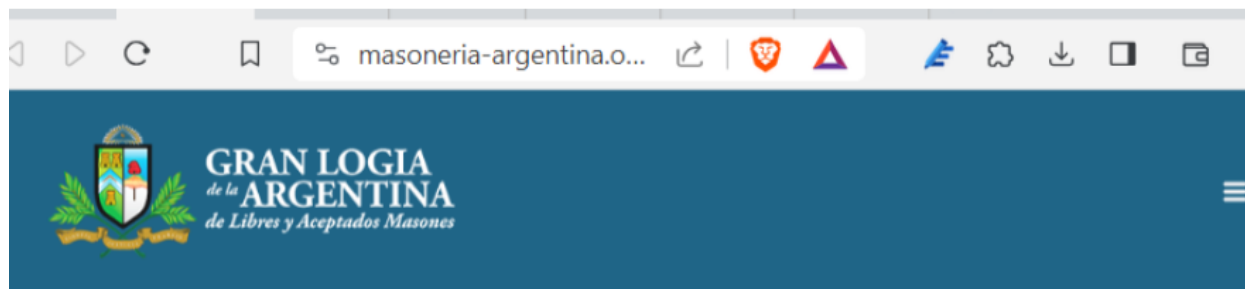 masoneria-argentina.o...
GRAN LOGIA
de la ARGENTINA
de Libres y Aceptados Masones